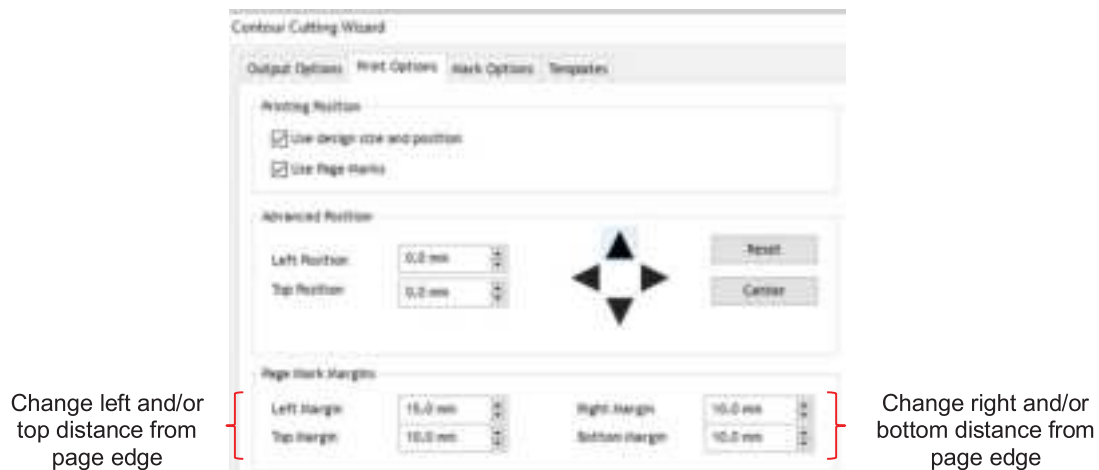 Contour Cutting Wizard
Output Options Print Options Mark Options Templates
Printing Position
Use design size and position
Use Page Marks
Advanced Position
Left Position 0.0 mm
Top Position 0.0 mm
Reset
Center
Page Mark Margins
Left Margin 15.0 mm Right Margin 10.0 mm
Top Margin 10.0 mm Bottom Margin 10.0 mm
Change left and/or
top distance from
page edge
Change right and/or
bottom distance from
page edge